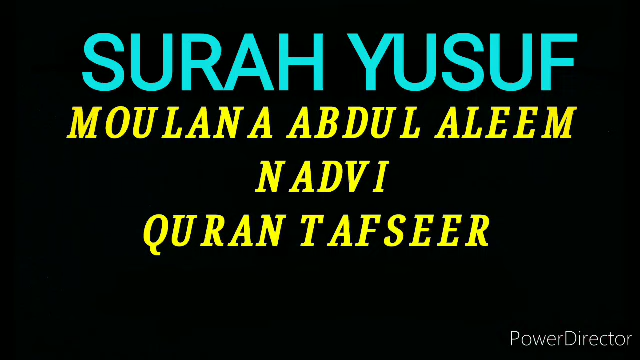 SURAH YUSUF
MOULANA ABDUL ALEEM
NADVI
QURAN TAFSEER
PowerDirector